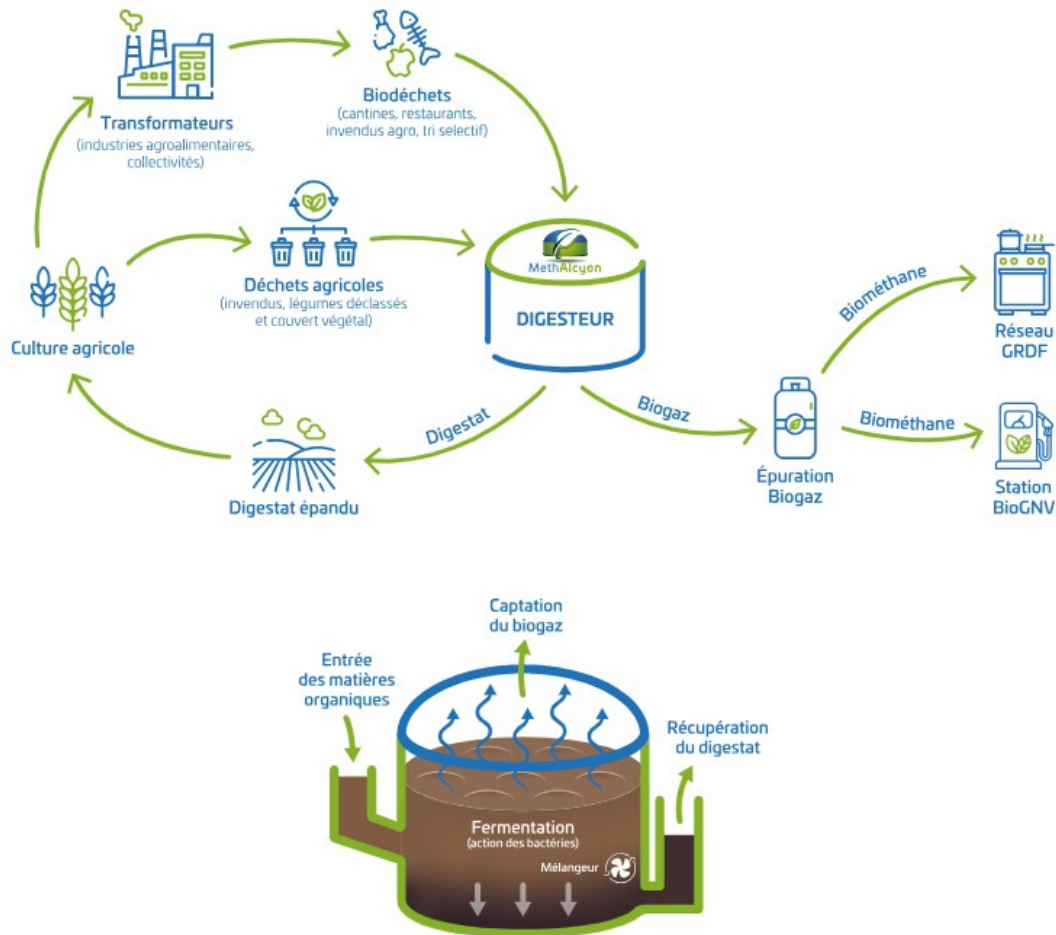 Transformateurs
(industries agroalimentaires,
collectivités)
Biodéchets
(cantines, restaurants,
invendus agro, tri selectif)
Déchets agricoles
(invendus, légumes déclassés
et couvert végétal)
Culture agricole
MethAlcyon
DIGESTEUR
Digestat
Digestat épandu
Biogaz
Épuration
Biogaz
Biométhane
Réseau
GRDF
Biométhane
Station
BioGNV
Captation
du biogaz
Entrée
des matières
organiques
Récupération
du digestat
Fermentation
(action des bactéries)
Mélangeur